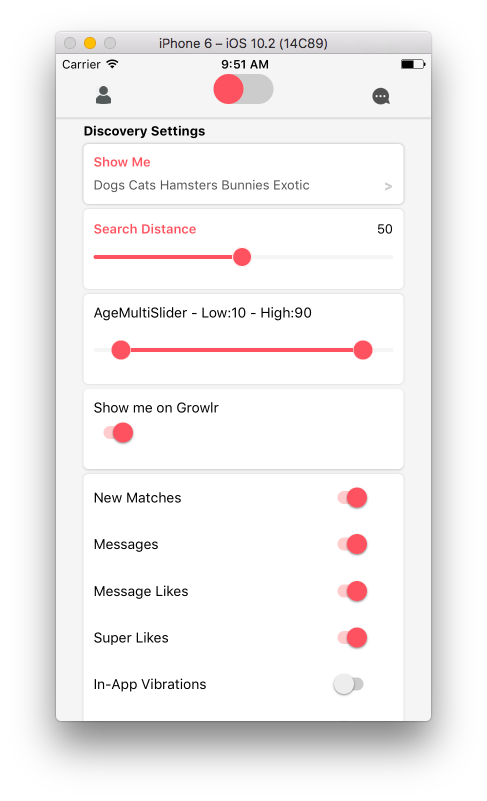 iPhone 6 – iOS 10.2 (14C89)
Carrier 9:51 AM
Discovery Settings
Show Me
Dogs Cats Hamsters Bunnies Exotic >
Search Distance 50
AgeMultiSlider - Low:10 - High:90
Show me on Growlr
New Matches
Messages
Message Likes
Super Likes
In-App Vibrations